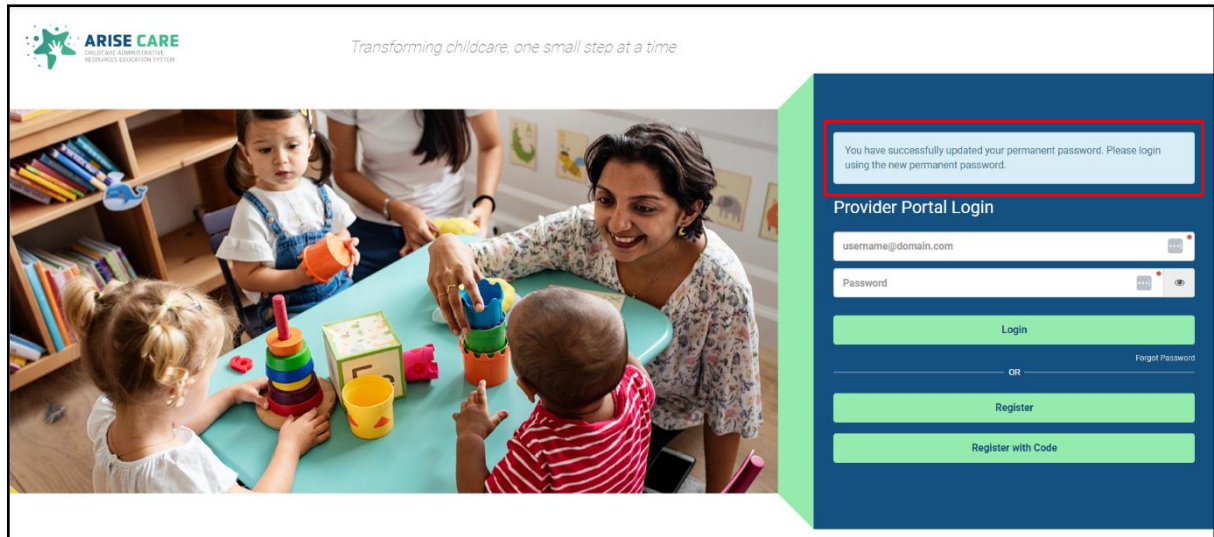 ARISE CARE
CHILDCARE ADMINISTRATIVE
RESOURCES EDUCATION SYSTEM
Transforming childcare, one small step at a time
You have successfully updated your permanent password. Please login
using the new permanent password.
Provider Portal Login
username@domain.com
Password
Login
Forgot Password
OR
Register
Register with Code